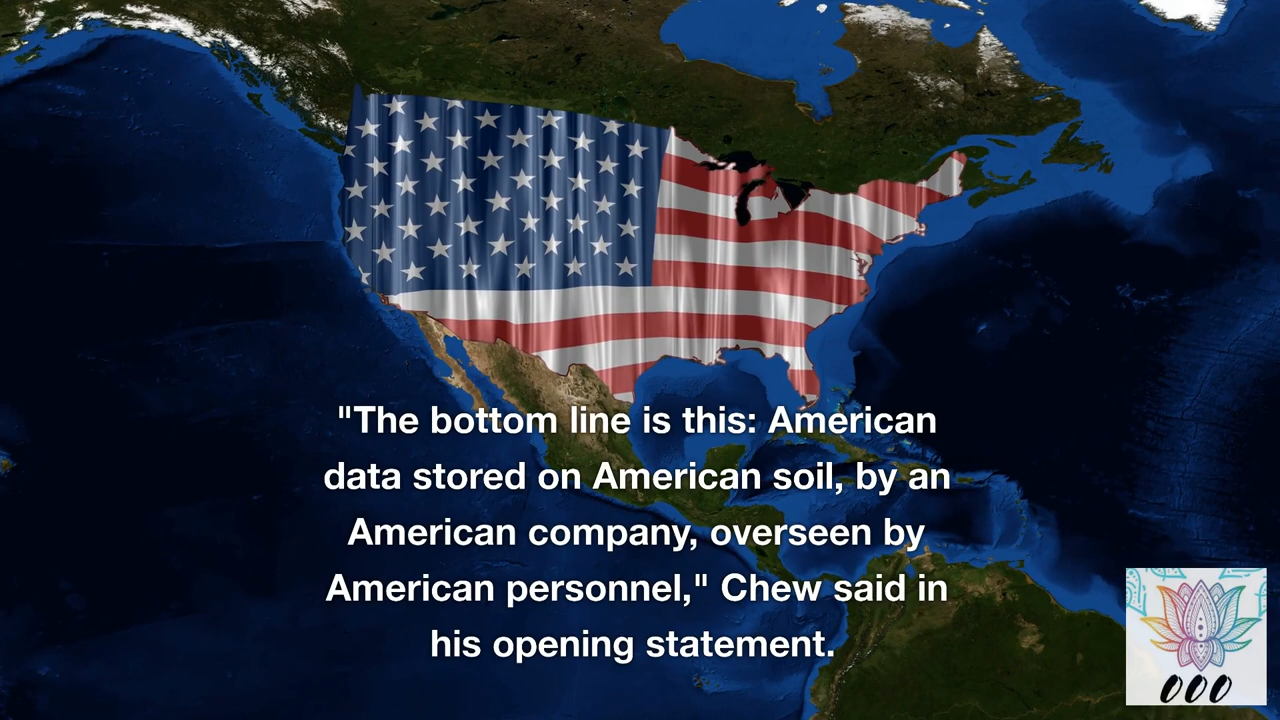 "The bottom line is this: American
data stored on American soil, by an
American company, overseen by
American personnel," Chew said in
his opening statement.
000